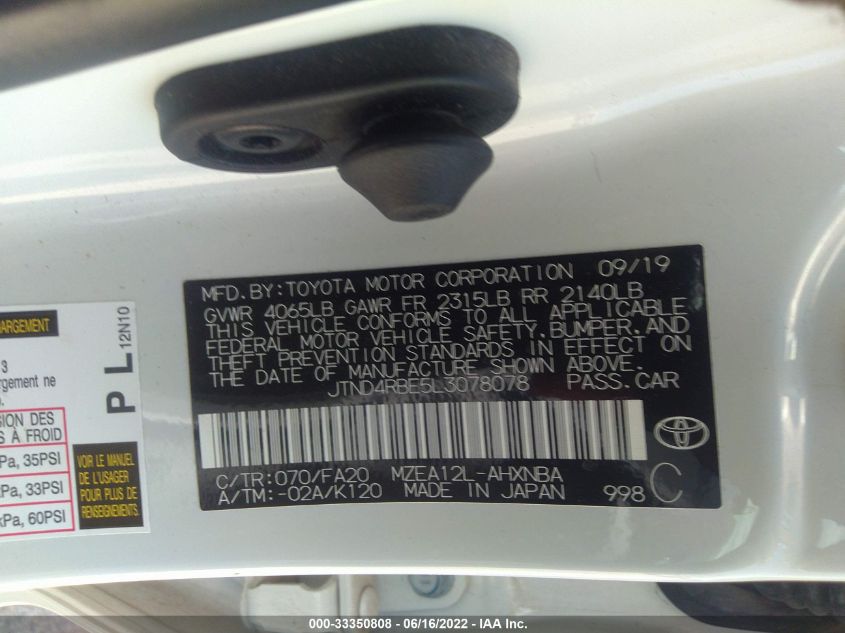 MFD. BY: TOYOTA MOTOR CORPORATION 09/19
GVWR 4065LB GAWR FR 2315LB RR 2140LB
THIS VEHICLE CONFORMS TO ALL APPLICABLE
FEDERAL MOTOR VEHICLE SAFETY, BUMPER, AND
THEFT PREVENTION STANDARDS IN EFFECT ON
THE DATE OF MANUFACTURE SHOWN ABOVE.
JTND4RBE5L3078078 PASS. CAR
C/TR: 070/FA20 MZEA12L-AHXNBA
A/TM: -02A/K120 MADE IN JAPAN 998 C
ARGEMENT
3
argement ne
SION DES
S À FROID
Pa, 35PSI
Pa, 33PSI
kPa, 60PSI
P L
12N10
VOIR LE MANUEL
DE L'USAGER
POUR PLUS DE
RENSEIGNEMENTS
000-33350808 - 06/16/2022 - IAA Inc.